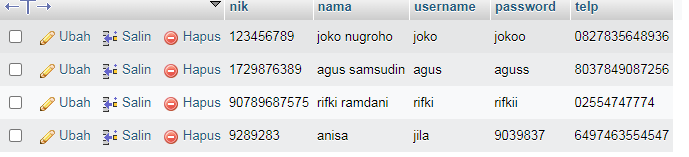 nik nama username password telp
Ubah Salin Hapus 123456789 joko nugroho joko jokoo 0827835648936
Ubah Salin Hapus 1729876389 agus samsudin agus aguss 8037849087256
Ubah Salin Hapus 90789687575 rifki ramdani rifki rifkii 02554747774
Ubah Salin Hapus 9289283 anisa jila 9039837 6497463554547